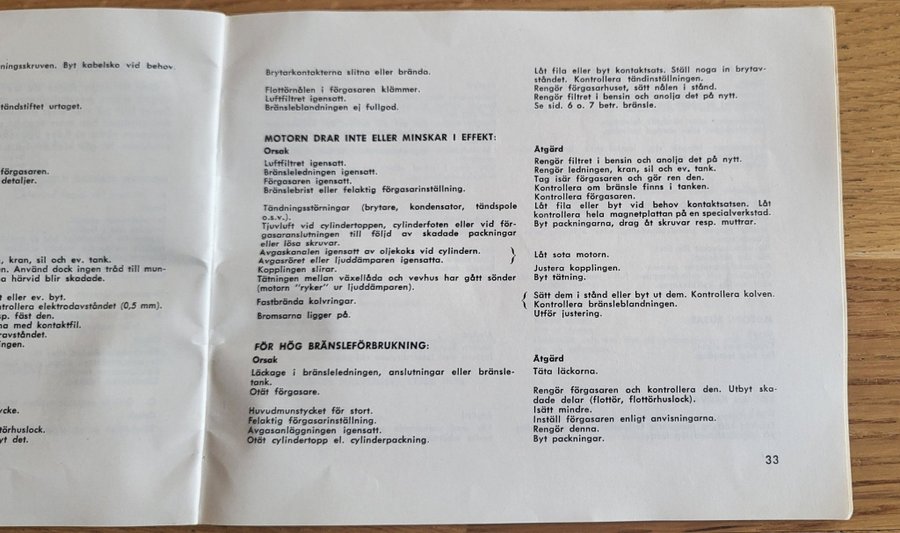 ningsskruven. Byt kabelsko vid behov.
tändstiftet urtaget.
förgasaren.
detaljer.
, kran, sil och ev. tank.
en. Använd dock ingen tråd till mun-
a härvid blir skadade.
t eller ev. byt.
trollera elektrodavståndet (0,5 mm).
sp. fäst den.
na med kontaktfil.
ravståndet.
ingen.
ycke.
törhuslock.
yt det.
Brytarkontakterna slitna eller brända.
Flottörnålen i förgasaren klämmer.
Luftfiltret igensatt.
Bränsleblandningen ej fullgod.
Låt fila eller byt kontaktsats. Ställ noga in brytav-
ståndet. Kontrollera tändinställningen.
Rengör förgasarhuset, sätt nålen i stånd.
Rengör filtret i bensin och anolja det på nytt.
Se sid. 6 o. 7 betr. bränsle.
MOTORN DRAR INTE ELLER MINSKAR I EFFEKT:
Orsak
Luftfiltret igensatt.
Bränsleledningen igensatt.
Förgasaren igensatt.
Bränslebrist eller felaktig förgasarinställning.
Tändningsstörningar (brytare, kondensator, tändspole
o.s.v.).
Tjuvluft vid cylindertoppen, cylinderfoten eller vid för-
gasaranslutningen till följd av skadade packningar
eller lösa skruvar.
Avgaskanalen igensatt av oljekoks vid cylindern. }
Avgasröret eller ljuddämparen igensatta.
Kopplingen slirar.
Tätningen mellan växellåda och vevhus har gått sönder
(motorn "ryker" ur ljuddämparen).
Fastbrända kolvringar.
Bromsarna ligger på.
Åtgärd
Rengör filtret i bensin och anolja det på nytt.
Rengör ledningen, kran, sil och ev. tank.
Tag isär förgasaren och gör ren den.
Kontrollera om bränsle finns i tanken.
Kontrollera förgasaren.
Låt fila eller byt vid behov kontaktsatsen. Låt
kontrollera hela magnetplattan på en specialverkstad.
Byt packningarna, drag åt skruvar resp. muttrar.
Låt sota motorn.
Justera kopplingen.
Byt tätning.
{ Sätt dem i stånd eller byt ut dem. Kontrollera kolven.
Kontrollera bränsleblandningen.
Utför justering.
FÖR HÖG BRÄNSLEFÖRBRUKNING:
Orsak
Läckage i bränsleledningen, anslutningar eller bränsle-
tank.
Otät förgasare.
Huvudmunstycket för stort.
Felaktig förgasarinställning.
Avgasanläggningen igensatt.
Otät cylindertopp el. cylinderpackning.
Åtgärd
Täta läckorna.
Rengör förgasaren och kontrollera den. Utbyt ska-
dade delar (flottör, flottörhuslock).
Isätt mindre.
Inställ förgasaren enligt anvisningarna.
Rengör denna.
Byt packningar.
33